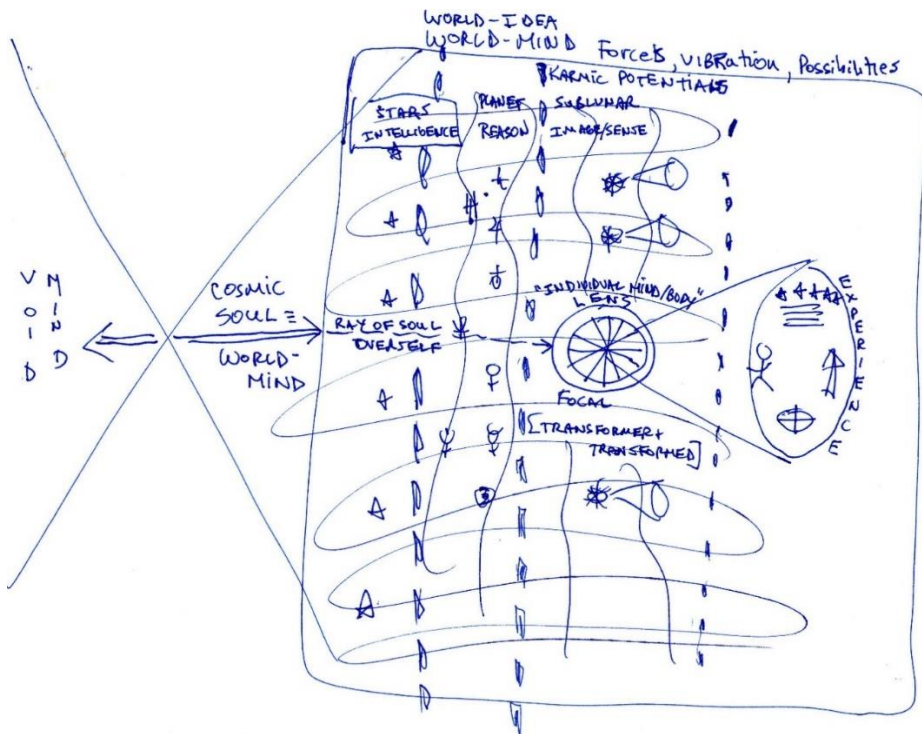 WORLD-IDEA
WORLD-MIND Forces, VIBRATION, Possibilities
KARMIC POTENTIALS
STARS
INTELLIGENCE
PLANET
REASON
SUBLUNAR
IMAGE/SENSE
VOID
MIND
COSMIC
SOUL ≡
WORLD-
MIND
RAY OF SOUL
OVERSELF
"INDIVIDUAL MIND/BODY"
LENS
FOCAL
[TRANSFORMER +
TRANSFORMED]
EXPERIENCE